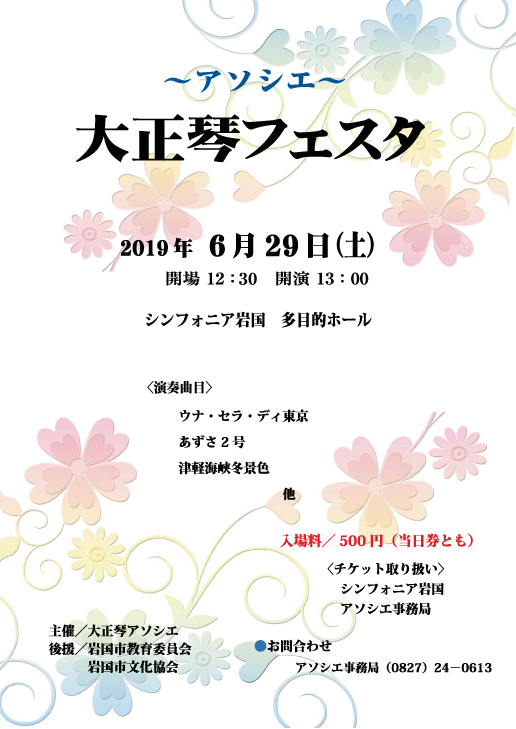 ～アソシエ～
大正琴フェスタ
2019年 6月29日(土)
開場 12：30　開演 13：00
シンフォニア岩国　多目的ホール
〈演奏曲目〉
ウナ・セラ・ディ東京
あずさ２号
津軽海峡冬景色
他
入場料／500円（当日券とも）
〈チケット取り扱い〉
シンフォニア岩国
アソシエ事務局
主催／大正琴アソシエ
後援／岩国市教育委員会
岩国市文化協会
●お問合わせ
アソシエ事務局（0827）24－0613